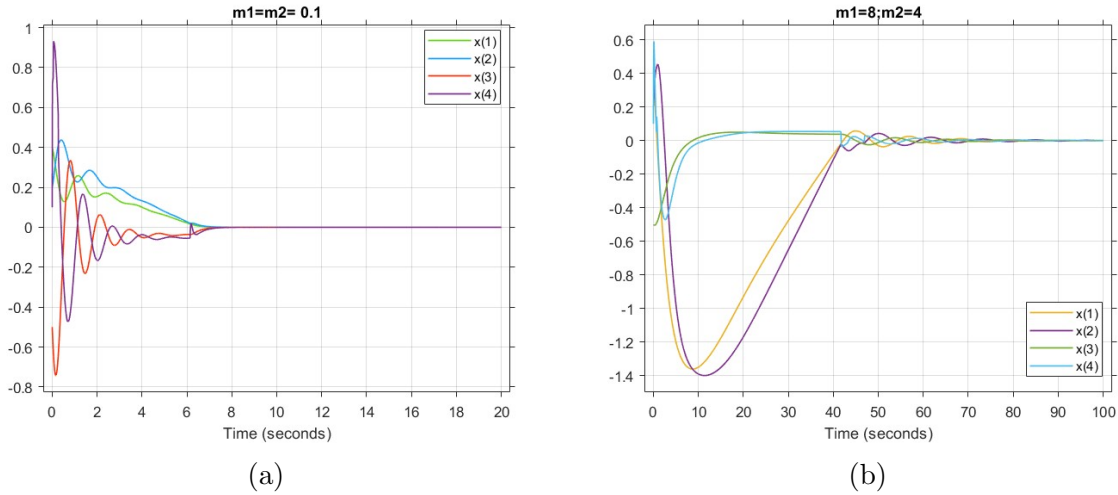 m1=m2= 0.1
1
0.8
0.6
0.4
0.2
0
-0.2
-0.4
-0.6
-0.8
0 2 4 6 8 10 12 14 16 18 20
Time (seconds)
x(1)
x(2)
x(3)
x(4)
(a)
m1=8;m2=4
0.6
0.4
0.2
0
-0.2
-0.4
-0.6
-0.8
-1
-1.2
-1.4
0 10 20 30 40 50 60 70 80 90 100
Time (seconds)
x(1)
x(2)
x(3)
x(4)
(b)